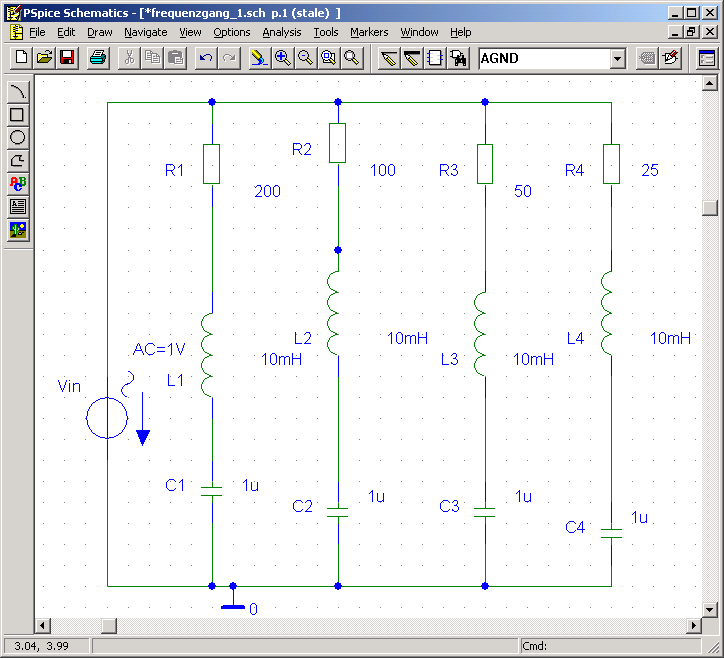 PSpice Schematics - [*frequenzgang_1.sch p.1 (stale) ]
File Edit Draw Navigate View Options Analysis Tools Markers Window Help
AGND
ABC
R1
200
R2
100
R3
50
R4
25
AC=1V
Vin
L1
10mH
L2
10mH
L3
10mH
L4
10mH
C1
1u
C2
1u
C3
1u
C4
1u
0
3.04, 3.99
Cmd: